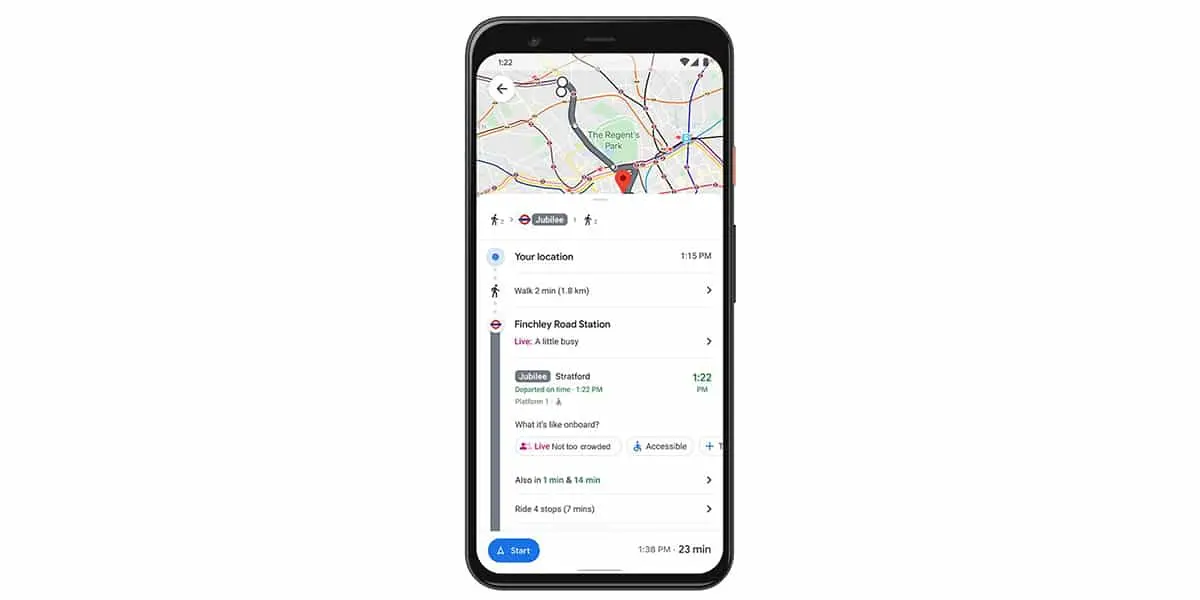 1:22
The Regent's
Park
2 Jubilee 2
Your location 1:15 PM
Walk 2 min (1.8 km)
Finchley Road Station
Live: A little busy
Jubilee Stratford 1:22
Departed on time · 1:22 PM PM
Platform 1 ·
What it's like onboard?
Live Not too crowded Accessible + T
Also in 1 min & 14 min
Ride 4 stops (7 mins)
Start 1:38 PM · 23 min